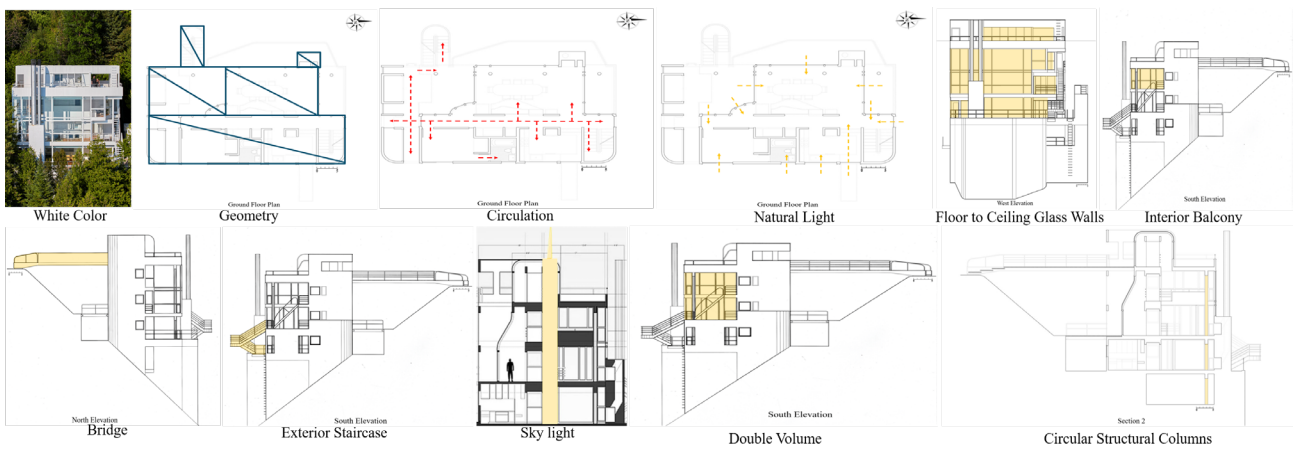 Ground Floor Plan
Ground Floor Plan
Ground Floor Plan
West Elevation
South Elevation
White Color
Geometry
Circulation
Natural Light
Floor to Ceiling Glass Walls
Interior Balcony
North Elevation
South Elevation
South Elevation
Section 2
Bridge
Exterior Staircase
Sky light
Double Volume
Circular Structural Columns